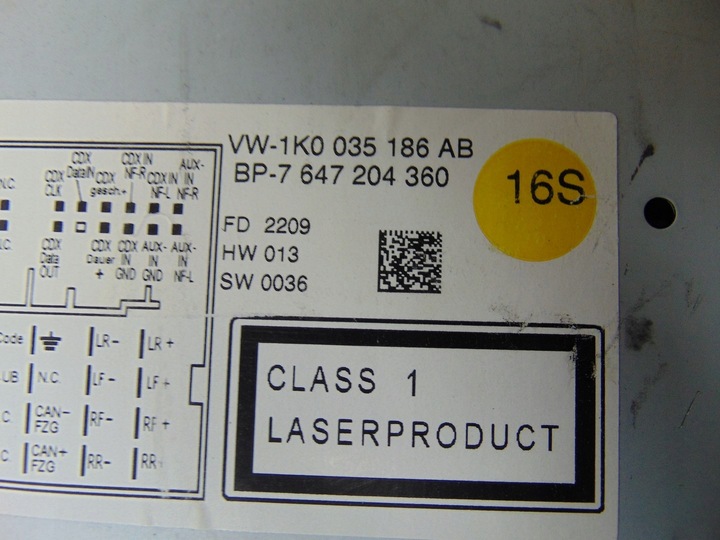 VW-1K0 035 186 AB
BP-7 647 204 360
16S
FD 2209
HW 013
SW 0036
CLASS 1
LASERPRODUCT
CDX CLK
CDX DataIN
CDX gesch.+
CDX IN NF-R
CDX IN NF-L
AUX-IN NF-R
N.C.
CDX Data OUT
CDX Dauer +
CDX IN GND
AUX-IN GND
AUX-IN NF-L
LR- LR+
N.C. LF- LF+
CAN- FZG RF- RF+
CAN+ FZG RR- RR+